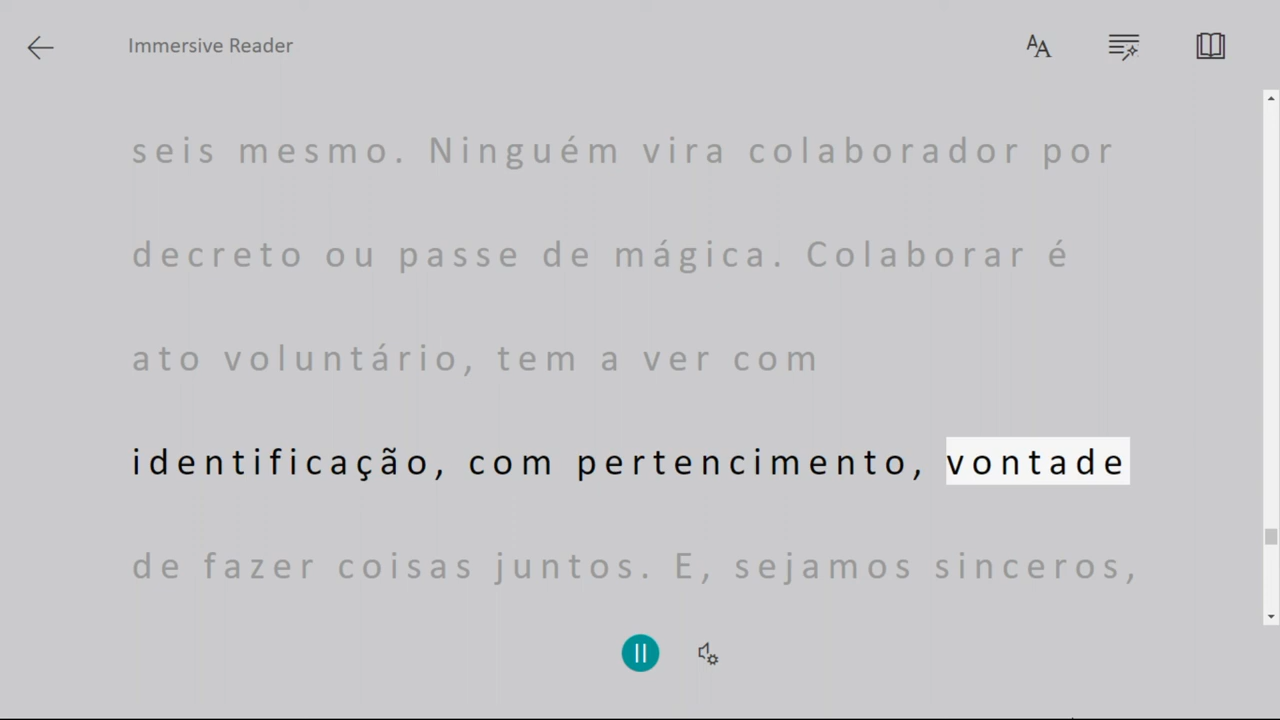 Immersive Reader
seis mesmo. Ninguém vira colaborador por
decreto ou passe de mágica. Colaborar é
ato voluntário, tem a ver com
identificação, com pertencimento, vontade
de fazer coisas juntos. E, sejamos sinceros,